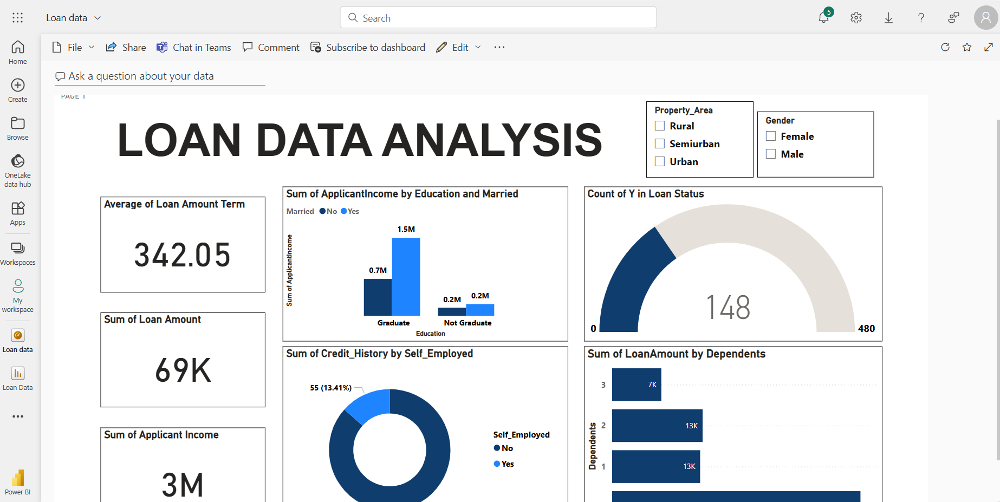 Loan data
Search
5
File
Share
Chat in Teams
Comment
Subscribe to dashboard
Edit
Home
Create
Browse
OneLake
data hub
Apps
Workspaces
My
workspace
Loan data
Loan Data
Power BI
Ask a question about your data
PAGE 1
LOAN DATA ANALYSIS
Property_Area
Rural
Semiurban
Urban
Gender
Female
Male
Average of Loan Amount Term
342.05
Sum of Loan Amount
69K
Sum of Applicant Income
3M
Sum of ApplicantIncome by Education and Married
Married No Yes
Sum of ApplicantIncome
0.7M
1.5M
0.2M
0.2M
Graduate
Not Graduate
Education
Count of Y in Loan Status
148
0
480
Sum of Credit_History by Self_Employed
55 (13.41%)
Self_Employed
No
Yes
Sum of LoanAmount by Dependents
Dependents
3
7K
2
13K
1
13K